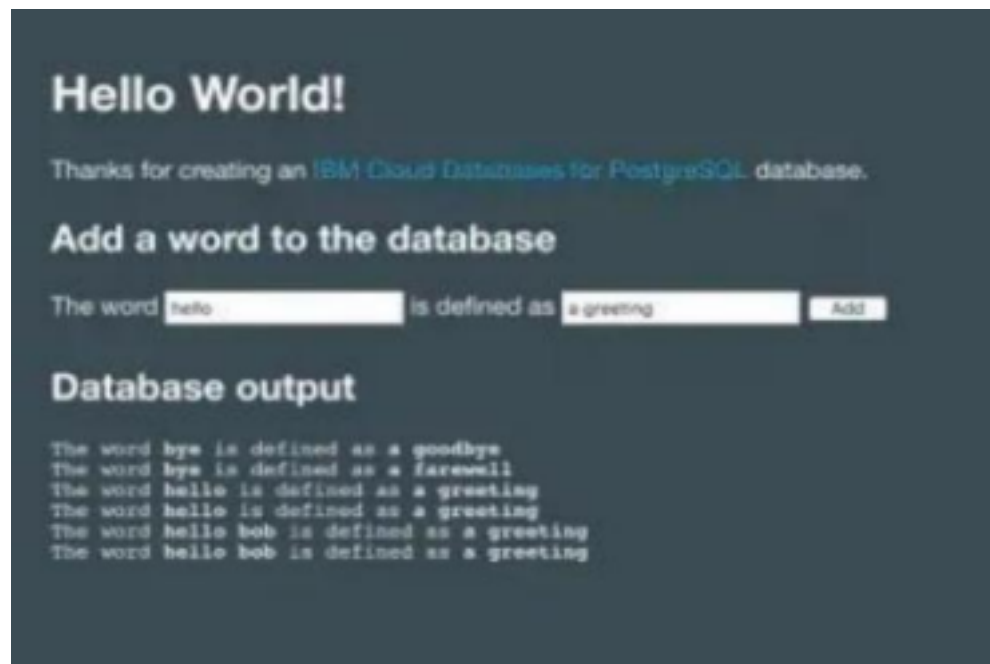 Hello World!
Thanks for creating an IBM Cloud Databases for PostgreSQL database.
Add a word to the database
The word hello is defined as a greeting Add
Database output
The word bye is defined as a goodbye
The word bye is defined as a farewell
The word hello is defined as a greeting
The word hello is defined as a greeting
The word hello bob is defined as a greeting
The word hello bob is defined as a greeting